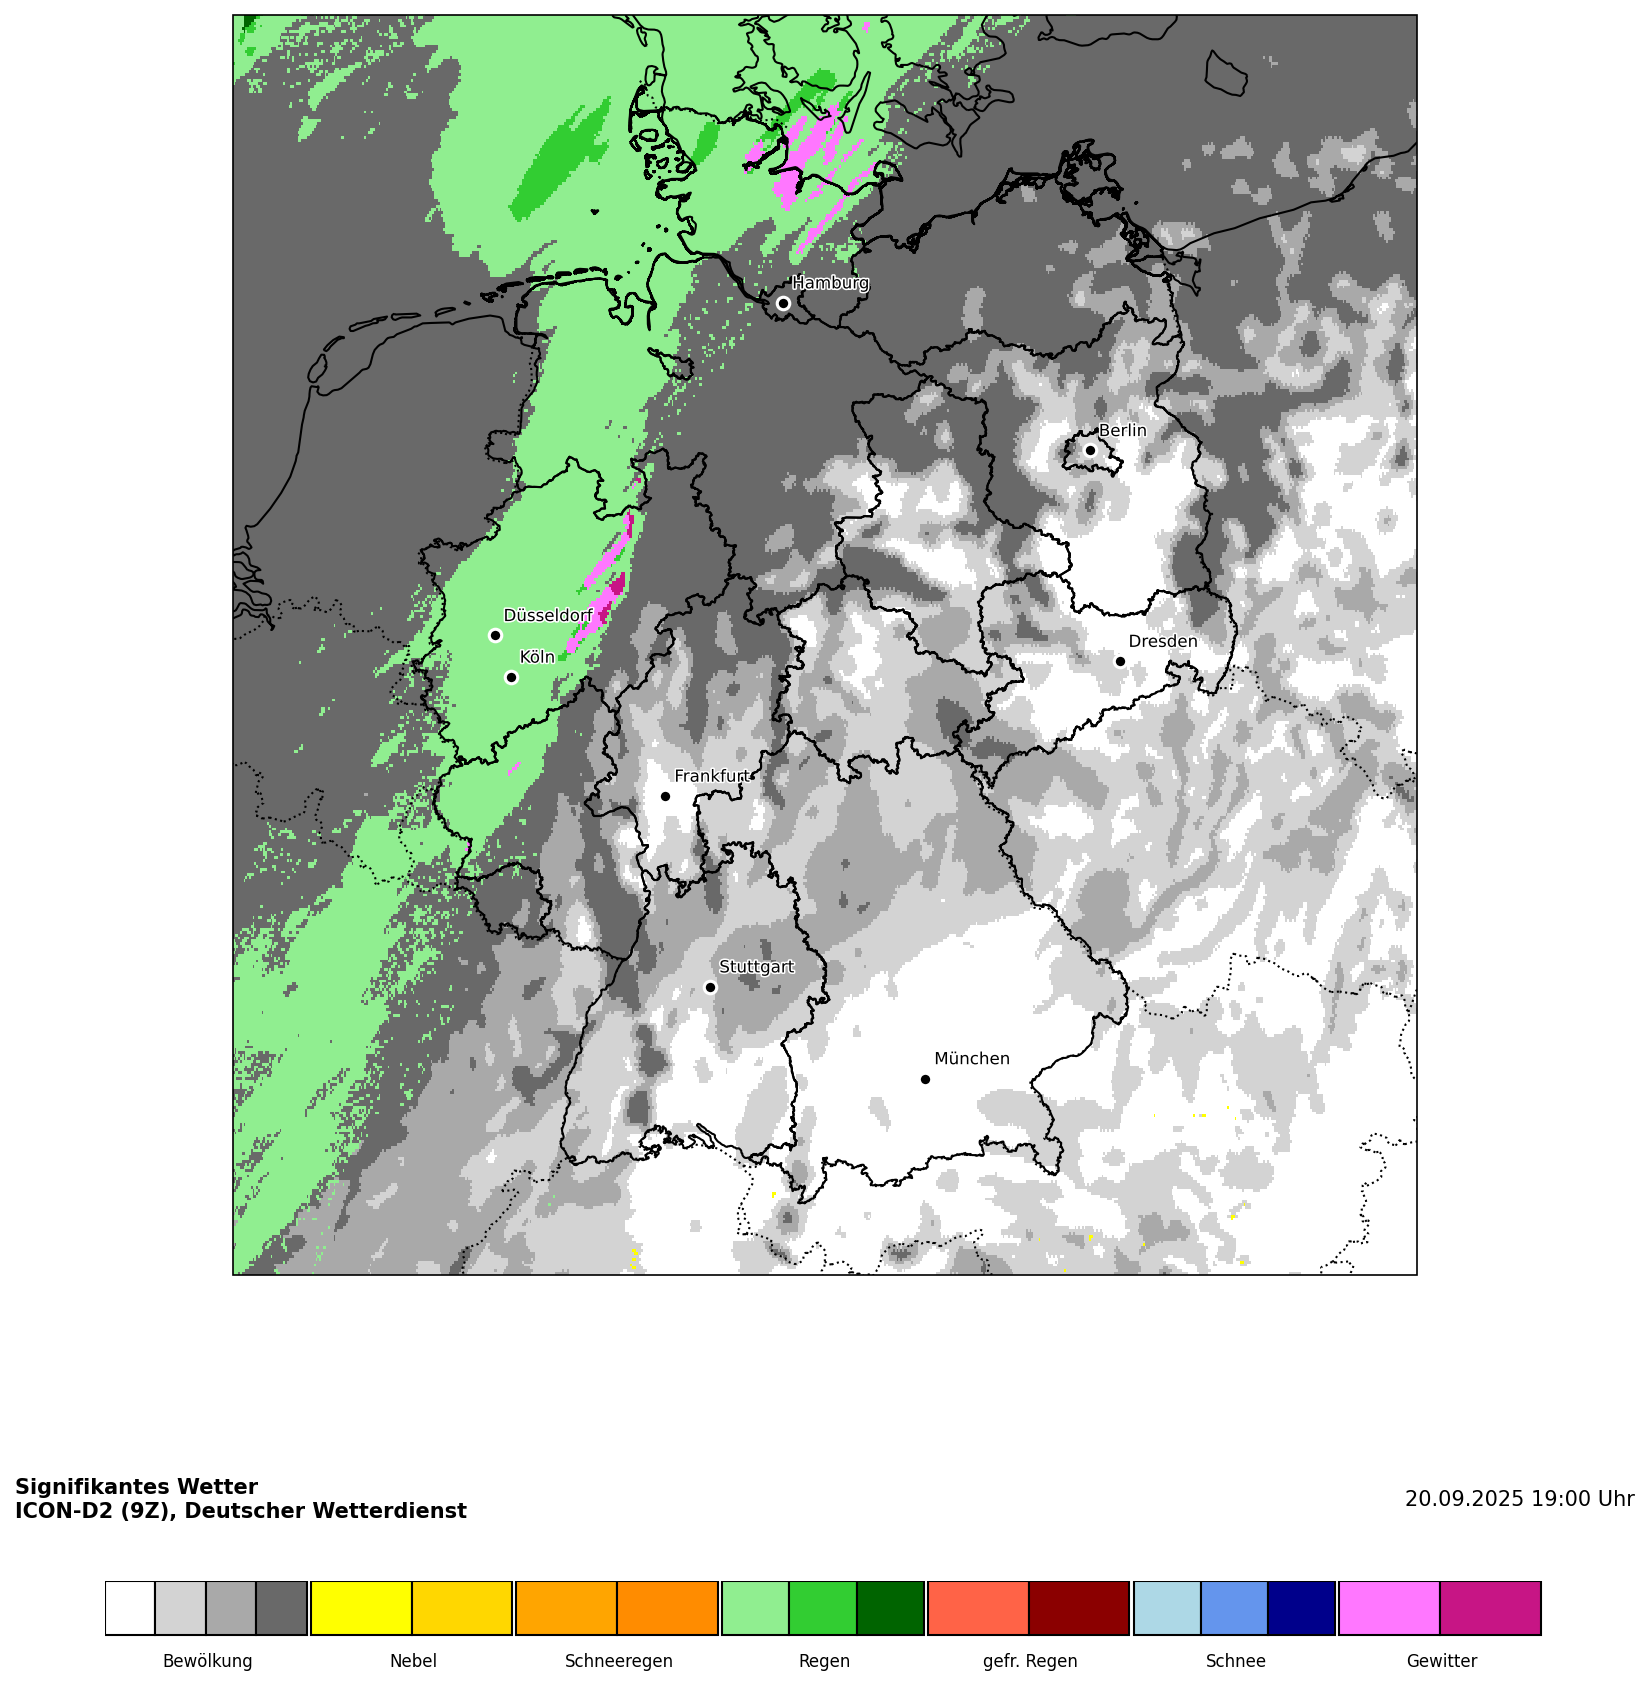 Hamburg
Berlin
Düsseldorf
Dresden
Köln
Frankfurt
Stuttgart
München
Signifikantes Wetter
ICON-D2 (9Z), Deutscher Wetterdienst
20.09.2025 19:00 Uhr
Bewölkung
Nebel
Schneeregen
Regen
gefr. Regen
Schnee
Gewitter